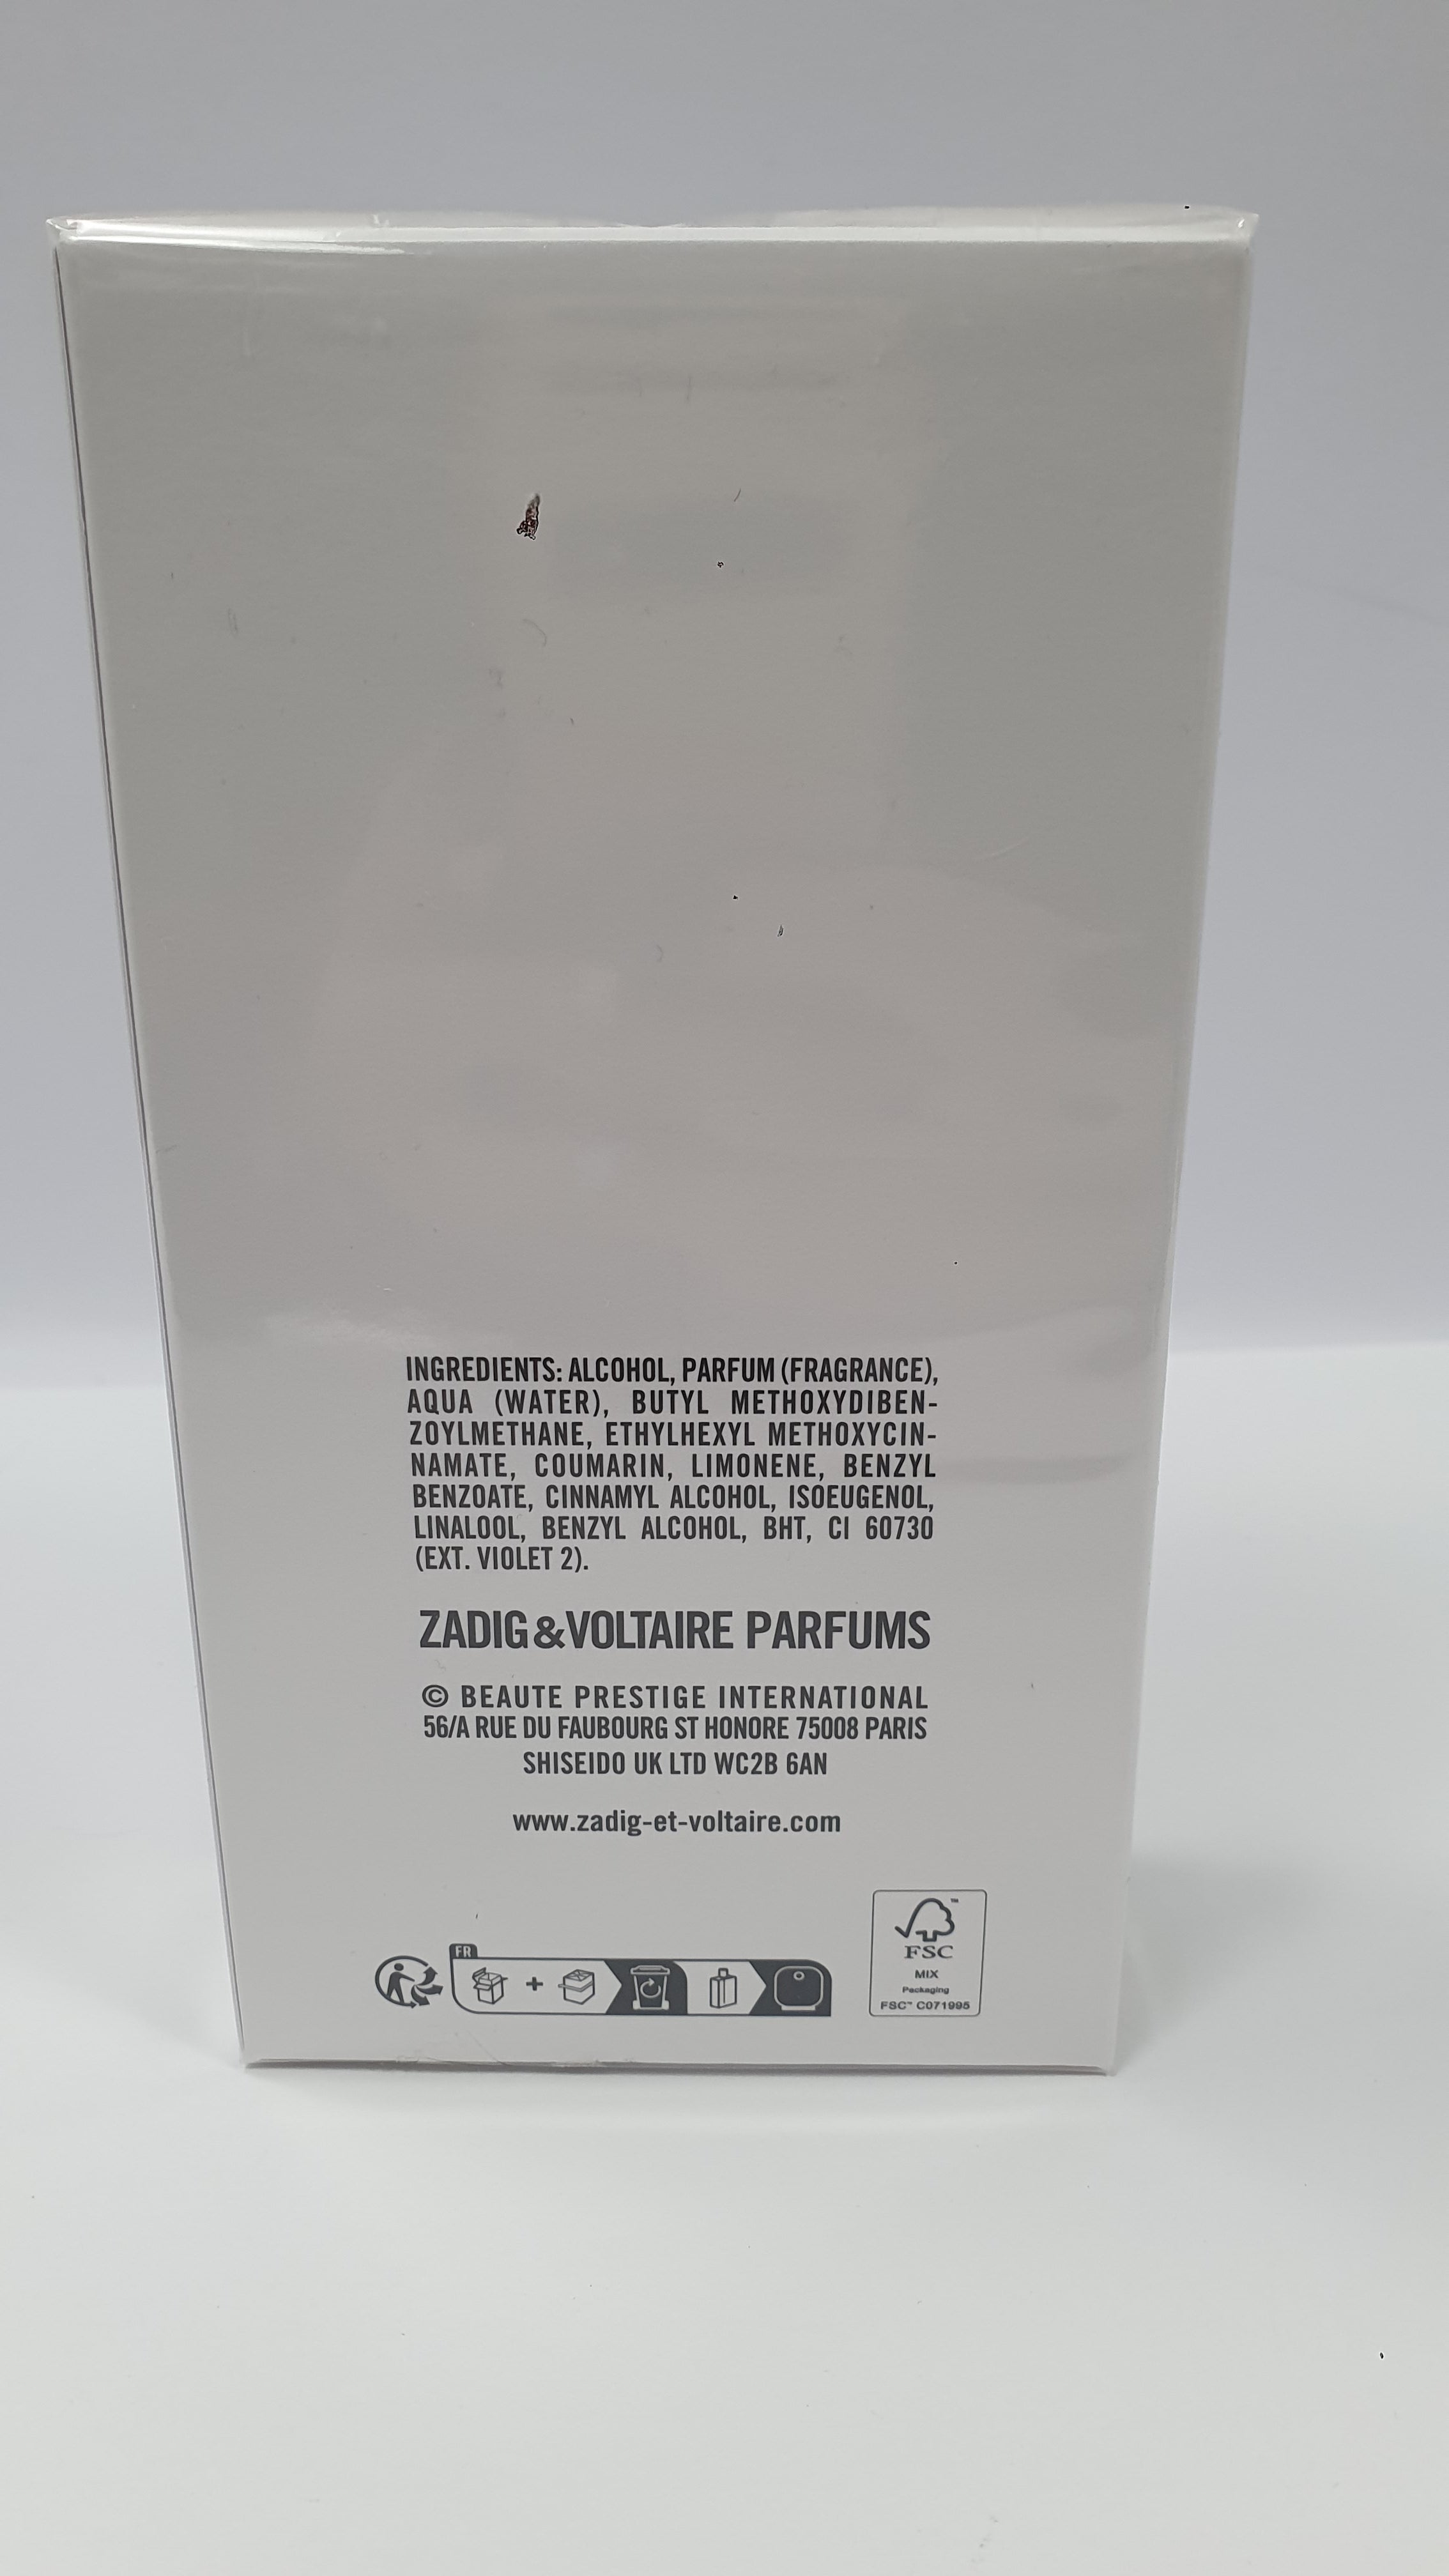 INGREDIENTS: ALCOHOL, PARFUM (FRAGRANCE),
AQUA (WATER), BUTYL METHOXYDIBEN-
ZOYLMETHANE, ETHYLHEXYL METHOXYCIN-
NAMATE, COUMARIN, LIMONENE, BENZYL
BENZOATE, CINNAMYL ALCOHOL, ISOEUGENOL,
LINALOOL, BENZYL ALCOHOL, BHT, CI 60730
(EXT. VIOLET 2).
ZADIG&VOLTAIRE PARFUMS
© BEAUTE PRESTIGE INTERNATIONAL
56/A RUE DU FAUBOURG ST HONORE 75008 PARIS
SHISEIDO UK LTD WC2B 6AN
www.zadig-et-voltaire.com
FR
+
FSC
MIX
Packaging
FSC™ C071995